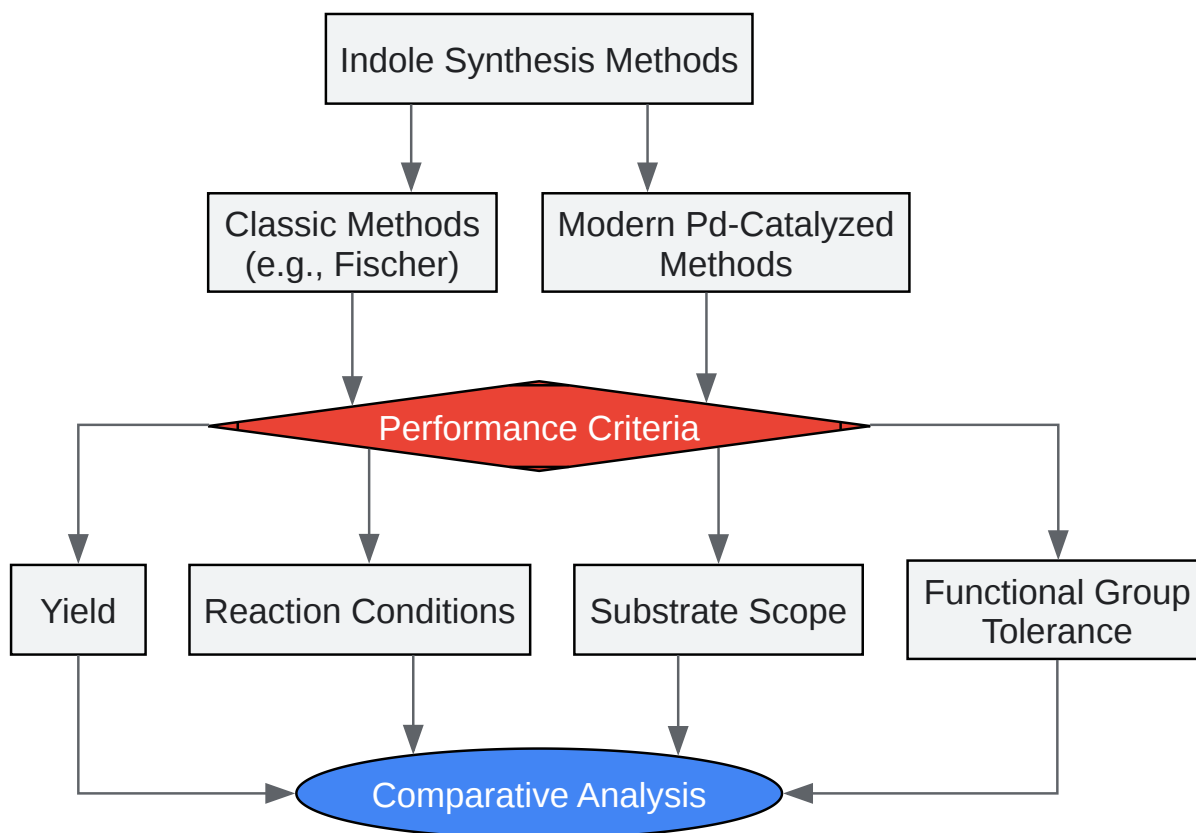 Indole Synthesis Methods
Classic Methods
(e.g., Fischer)
Modern Pd-Catalyzed
Methods
Performance Criteria
Yield
Reaction Conditions
Substrate Scope
Functional Group
Tolerance
Comparative Analysis